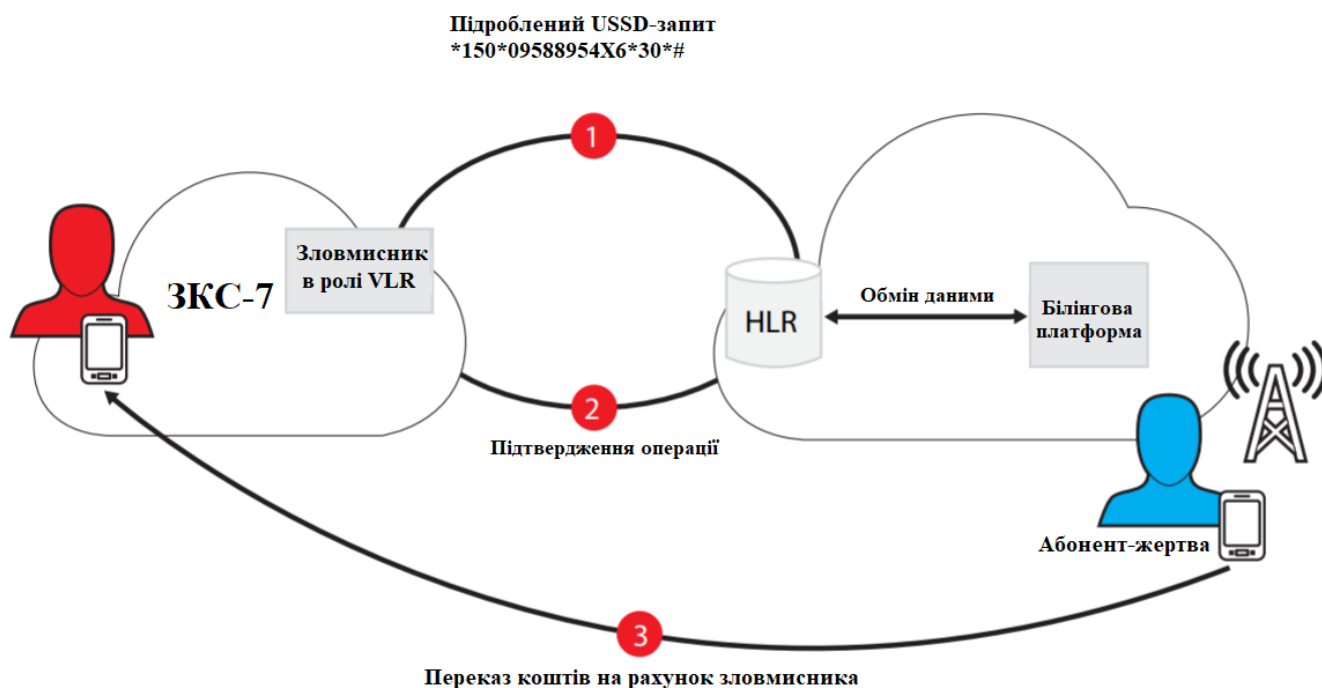 Підроблений USSD-запит
*150*09588954X6*30*#
1
Зловмисник
в ролі VLR
ЗКС-7
HLR
Обмін даними
Білінгова
платформа
2
Підтвердження операції
Абонент-жертва
3
Переказ коштів на рахунок зловмисника